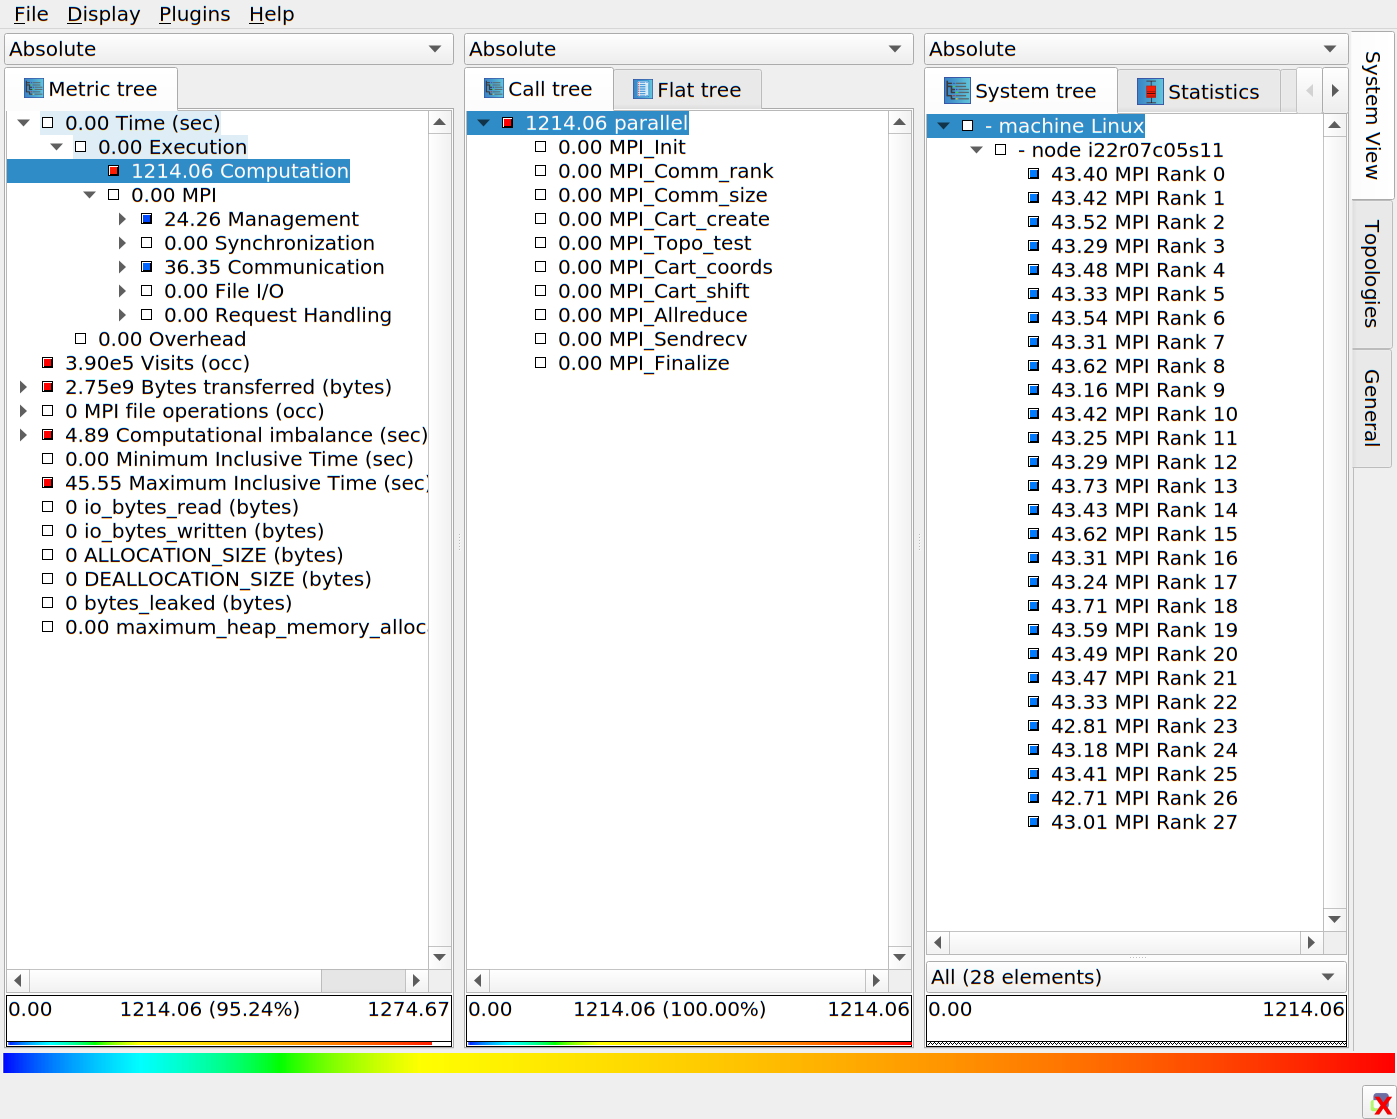 File Display Plugins Help
Absolute
Metric tree
0.00 Time (sec)
0.00 Execution
1214.06 Computation
0.00 MPI
24.26 Management
0.00 Synchronization
36.35 Communication
0.00 File I/O
0.00 Request Handling
0.00 Overhead
3.90e5 Visits (occ)
2.75e9 Bytes transferred (bytes)
0 MPI file operations (occ)
4.89 Computational imbalance (sec)
0.00 Minimum Inclusive Time (sec)
45.55 Maximum Inclusive Time (sec)
0 io_bytes_read (bytes)
0 io_bytes_written (bytes)
0 ALLOCATION_SIZE (bytes)
0 DEALLOCATION_SIZE (bytes)
0 bytes_leaked (bytes)
0.00 maximum_heap_memory_alloc
0.00 1214.06 (95.24%) 1274.67
Absolute
Call tree Flat tree
1214.06 parallel
0.00 MPI_Init
0.00 MPI_Comm_rank
0.00 MPI_Comm_size
0.00 MPI_Cart_create
0.00 MPI_Topo_test
0.00 MPI_Cart_coords
0.00 MPI_Cart_shift
0.00 MPI_Allreduce
0.00 MPI_Sendrecv
0.00 MPI_Finalize
0.00 1214.06 (100.00%) 1214.06
Absolute
System tree Statistics
- machine Linux
- node i22r07c05s11
43.40 MPI Rank 0
43.42 MPI Rank 1
43.52 MPI Rank 2
43.29 MPI Rank 3
43.48 MPI Rank 4
43.33 MPI Rank 5
43.54 MPI Rank 6
43.31 MPI Rank 7
43.62 MPI Rank 8
43.16 MPI Rank 9
43.42 MPI Rank 10
43.25 MPI Rank 11
43.29 MPI Rank 12
43.73 MPI Rank 13
43.43 MPI Rank 14
43.62 MPI Rank 15
43.31 MPI Rank 16
43.24 MPI Rank 17
43.71 MPI Rank 18
43.59 MPI Rank 19
43.49 MPI Rank 20
43.47 MPI Rank 21
43.33 MPI Rank 22
42.81 MPI Rank 23
43.18 MPI Rank 24
43.41 MPI Rank 25
42.71 MPI Rank 26
43.01 MPI Rank 27
All (28 elements)
0.00 1214.06
System View
Topologies
General